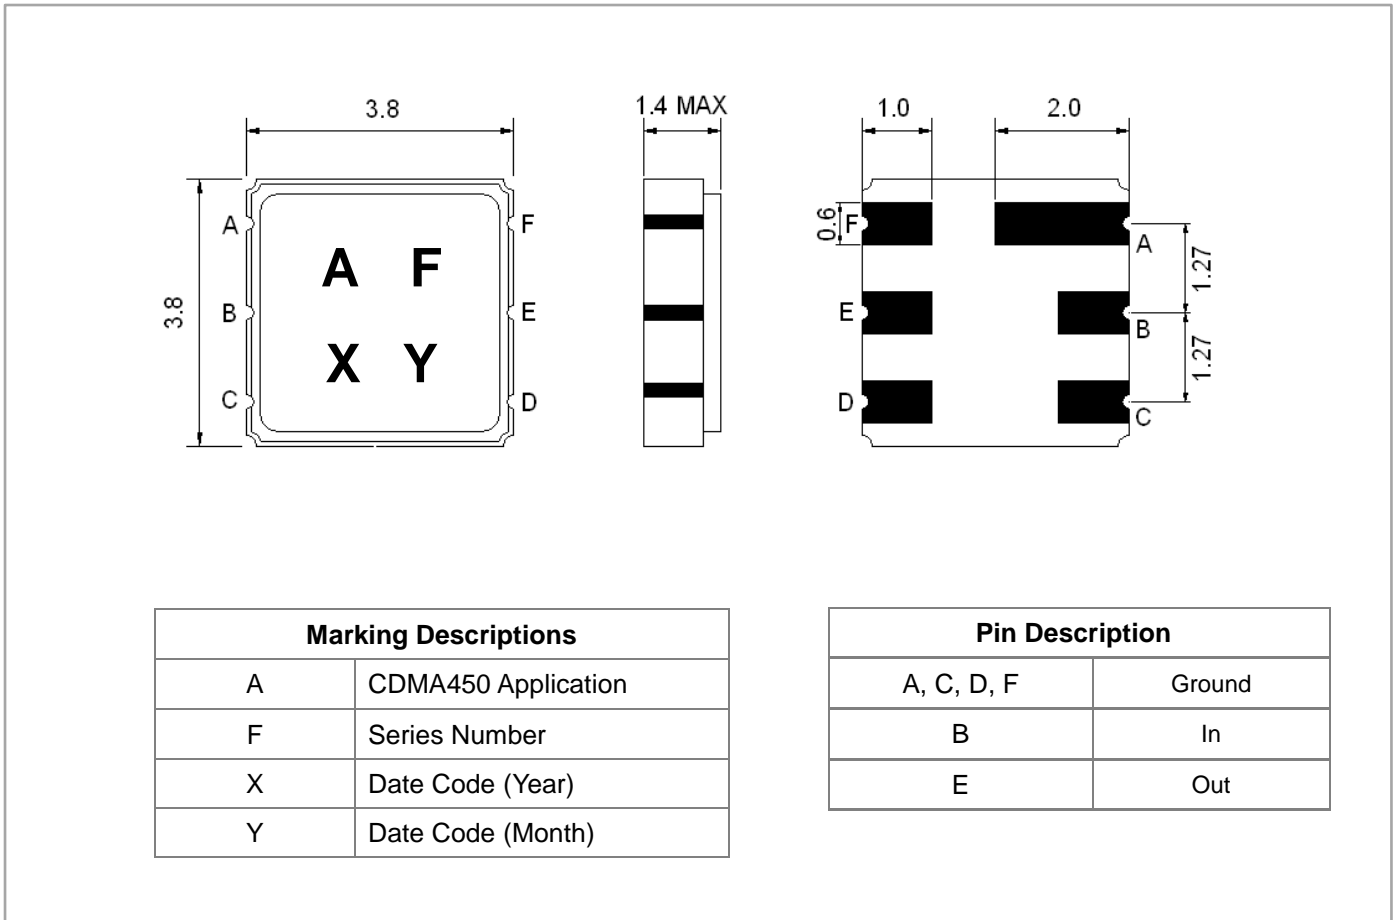 3.8
1.4 MAX
1.0
2.0
3.8
A
B
C
F
E
D
A F
X Y
0.6
F
E
D
A
B
C
1.27
1.27
Marking Descriptions
A CDMA450 Application
F Series Number
X Date Code (Year)
Y Date Code (Month)
Pin Description
A, C, D, F Ground
B In
E Out